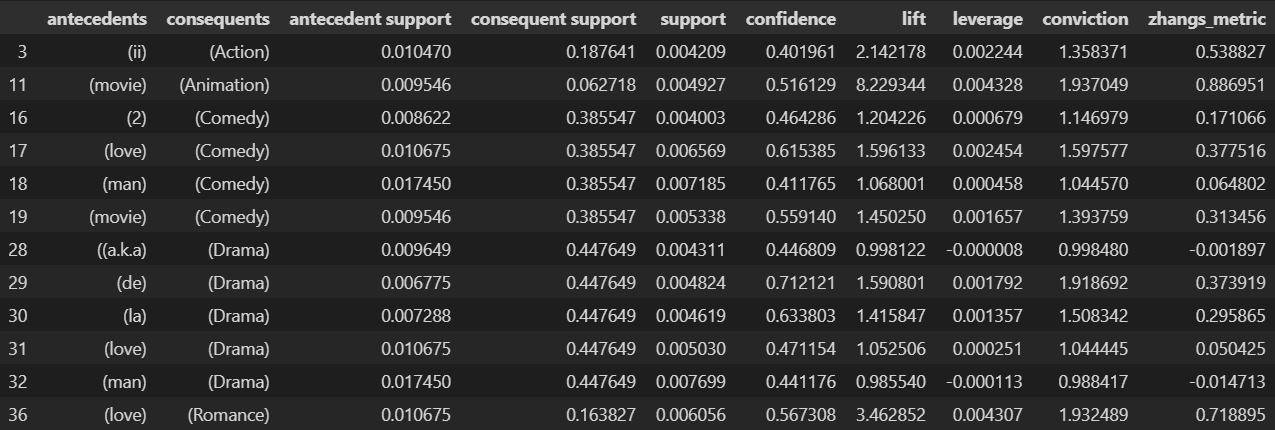 antecedents consequents antecedent support consequent support support confidence lift leverage conviction zhangs_metric
3 (ii) (Action) 0.010470 0.187641 0.004209 0.401961 2.142178 0.002244 1.358371 0.538827
11 (movie) (Animation) 0.009546 0.062718 0.004927 0.516129 8.229344 0.004328 1.937049 0.886951
16 (2) (Comedy) 0.008622 0.385547 0.004003 0.464286 1.204226 0.000679 1.146979 0.171066
17 (love) (Comedy) 0.010675 0.385547 0.006569 0.615385 1.596133 0.002454 1.597577 0.377516
18 (man) (Comedy) 0.017450 0.385547 0.007185 0.411765 1.068001 0.000458 1.044570 0.064802
19 (movie) (Comedy) 0.009546 0.385547 0.005338 0.559140 1.450250 0.001657 1.393759 0.313456
28 ((a.k.a) (Drama) 0.009649 0.447649 0.004311 0.446809 0.998122 -0.000008 0.998480 -0.001897
29 (de) (Drama) 0.006775 0.447649 0.004824 0.712121 1.590801 0.001792 1.918692 0.373919
30 (la) (Drama) 0.007288 0.447649 0.004619 0.633803 1.415847 0.001357 1.508342 0.295865
31 (love) (Drama) 0.010675 0.447649 0.005030 0.471154 1.052506 0.000251 1.044445 0.050425
32 (man) (Drama) 0.017450 0.447649 0.007699 0.441176 0.985540 -0.000113 0.988417 -0.014713
36 (love) (Romance) 0.010675 0.163827 0.006056 0.567308 3.462852 0.004307 1.932489 0.718895